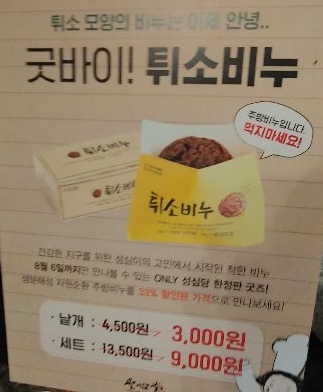 튀소 모양의 비누는 이제 안녕..
굿바이! 튀소비누
주방비누입니다.
먹지마세요!
튀소비누
튀소비누
건강한 지구를 위한 성심이의 고민에서 시작된 착한 비누
8월 6일까지만 만나볼 수 있는 ONLY 성심당 한정판 굿즈!
생분해성 자연순환 주방비누를 33% 할인된 가격으로 만나보세요!
· 낱개 : 4,500원 3,000원
· 세트 : 13,500원 9,000원
성심당